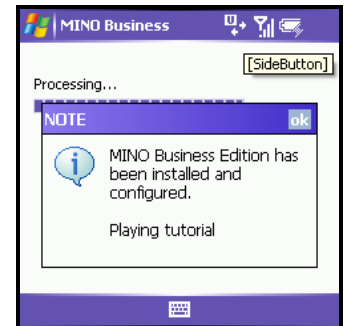 MINO Business
[SideButton]
Processing...
NOTE
ok
MINO Business Edition has
been installed and
configured.
Playing tutorial